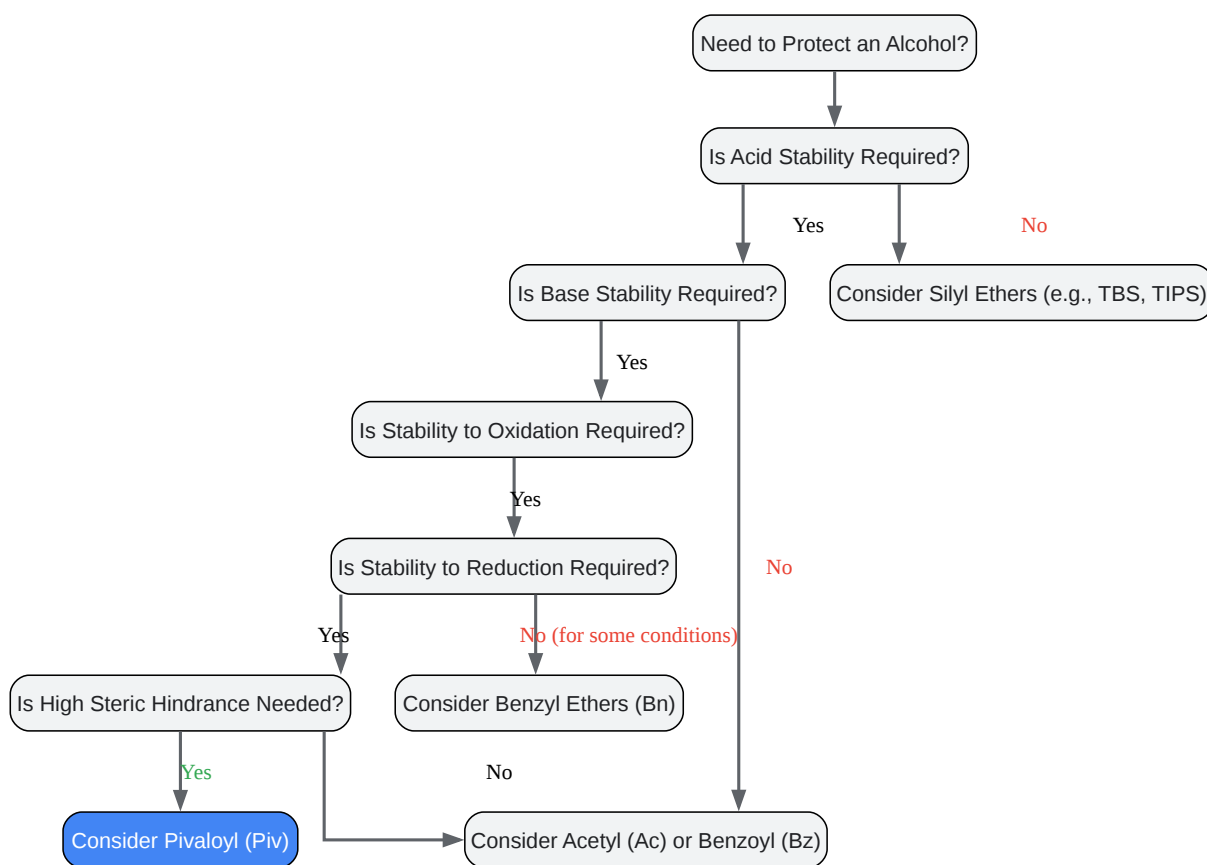 Need to Protect an Alcohol?
Is Acid Stability Required?
Yes
No
Is Base Stability Required?
Consider Silyl Ethers (e.g., TBS, TIPS)
Yes
Is Stability to Oxidation Required?
Yes
Is Stability to Reduction Required?
No
Yes
No (for some conditions)
Is High Steric Hindrance Needed?
Consider Benzyl Ethers (Bn)
Yes
No
Consider Pivaloyl (Piv)
Consider Acetyl (Ac) or Benzoyl (Bz)